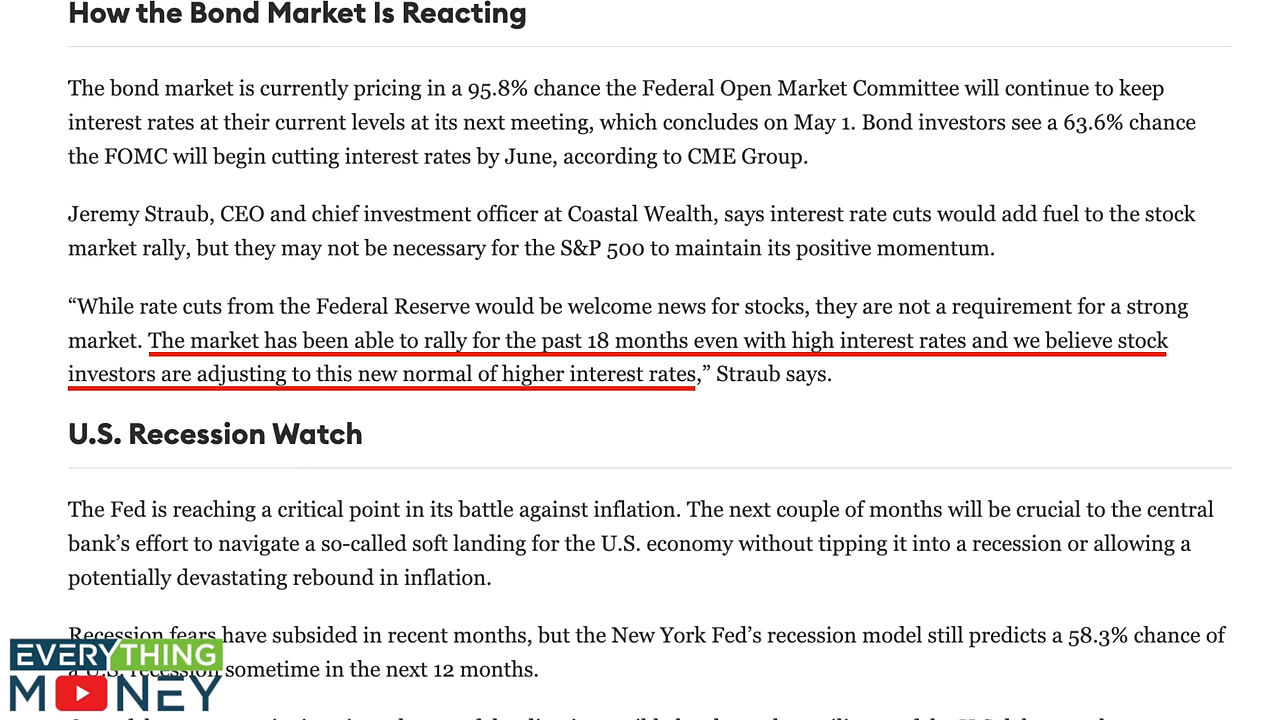 How the Bond Market Is Reacting
The bond market is currently pricing in a 95.8% chance the Federal Open Market Committee will continue to keep
interest rates at their current levels at its next meeting, which concludes on May 1. Bond investors see a 63.6% chance
the FOMC will begin cutting interest rates by June, according to CME Group.
Jeremy Straub, CEO and chief investment officer at Coastal Wealth, says interest rate cuts would add fuel to the stock
market rally, but they may not be necessary for the S&P 500 to maintain its positive momentum.
“While rate cuts from the Federal Reserve would be welcome news for stocks, they are not a requirement for a strong
market. The market has been able to rally for the past 18 months even with high interest rates and we believe stock
investors are adjusting to this new normal of higher interest rates,” Straub says.
U.S. Recession Watch
The Fed is reaching a critical point in its battle against inflation. The next couple of months will be crucial to the central
bank’s effort to navigate a so-called soft landing for the U.S. economy without tipping it into a recession or allowing a
potentially devastating rebound in inflation.
Recession fears have subsided in recent months, but the New York Fed’s recession model still predicts a 58.3% chance of
a U.S. recession sometime in the next 12 months.
EVERYTHING
MONEY